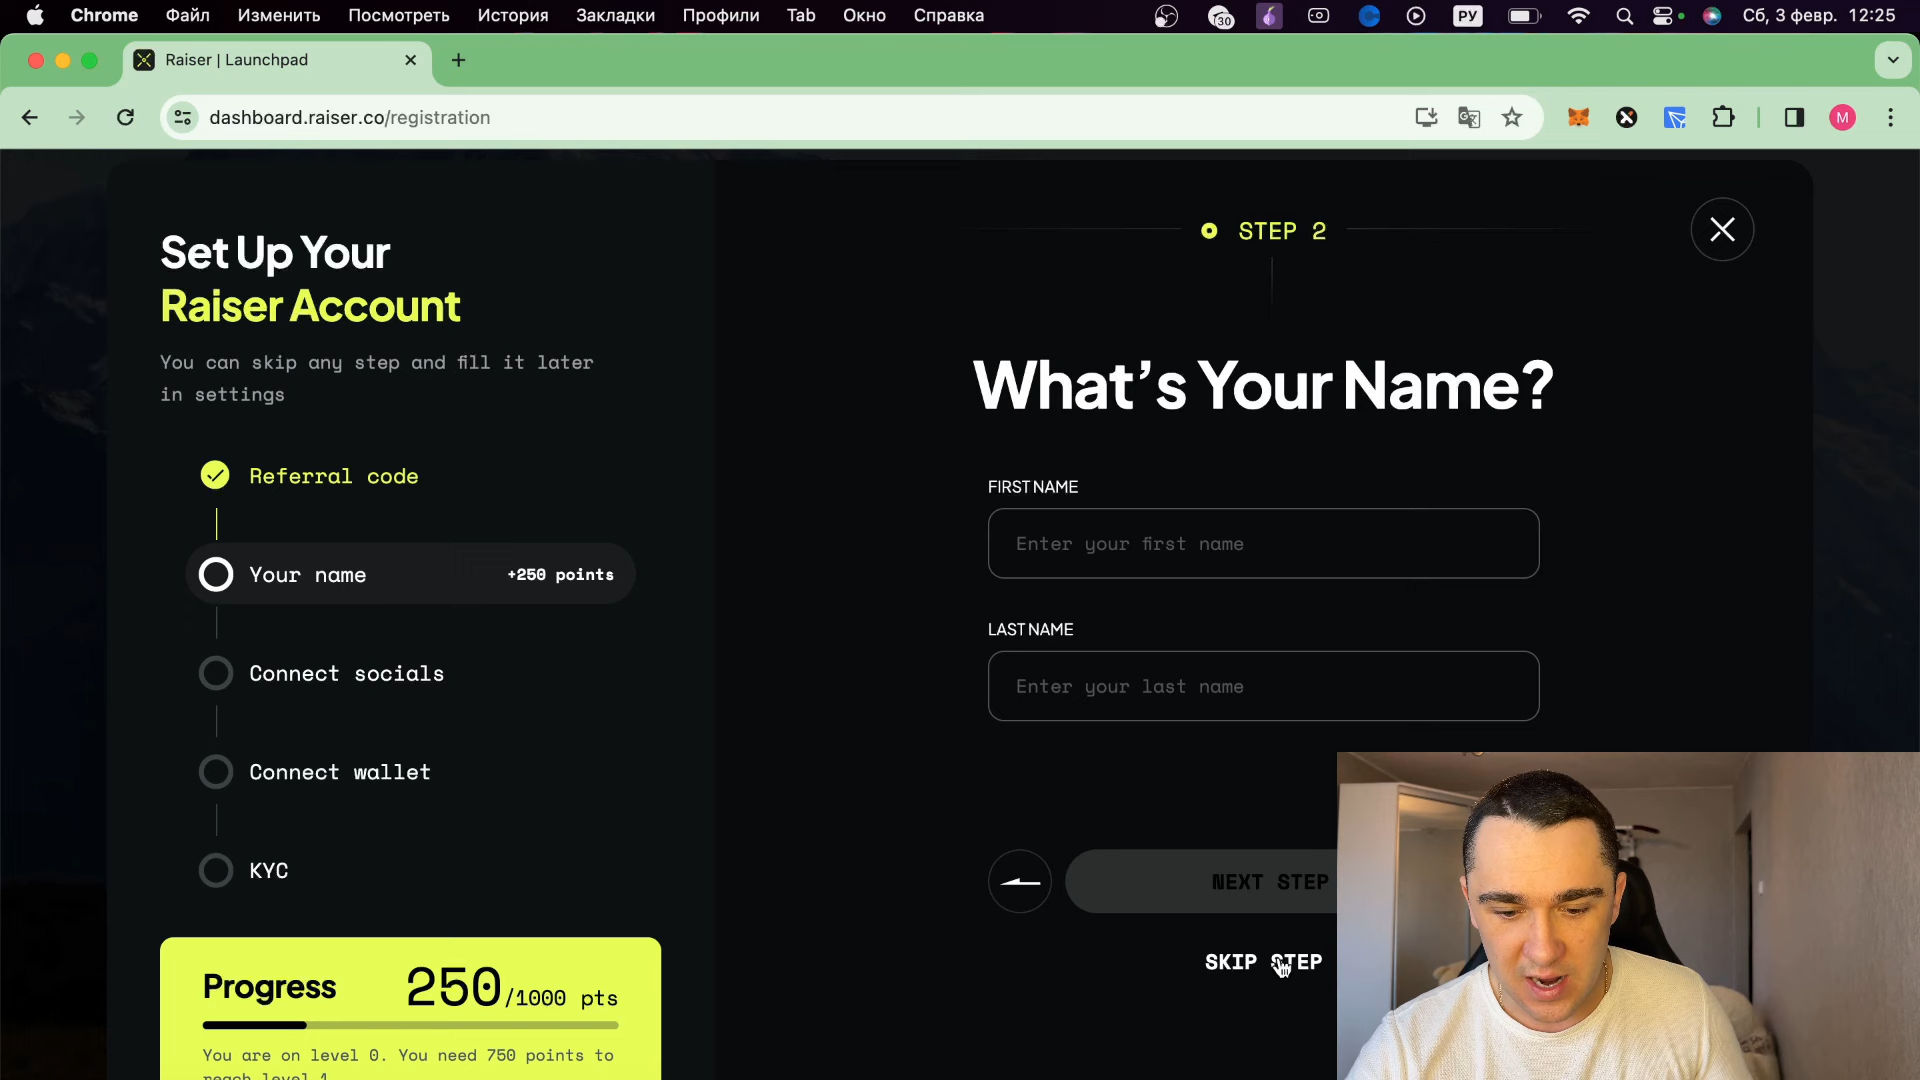 Chrome Файл Изменить Посмотреть История Закладки Профили Tab Окно Справка 30 РУ Сб, 3 февр. 12:25
Raiser | Launchpad
dashboard.raiser.co/registration M
Set Up Your
Raiser Account
You can skip any step and fill it later
in settings
Referral code
Your name +250 points
Connect socials
Connect wallet
KYC
Progress 250/1000 pts
You are on level 0. You need 750 points to
reach level 1
STEP 2
What's Your Name?
FIRST NAME
Enter your first name
LAST NAME
Enter your last name
NEXT STEP
SKIP STEP